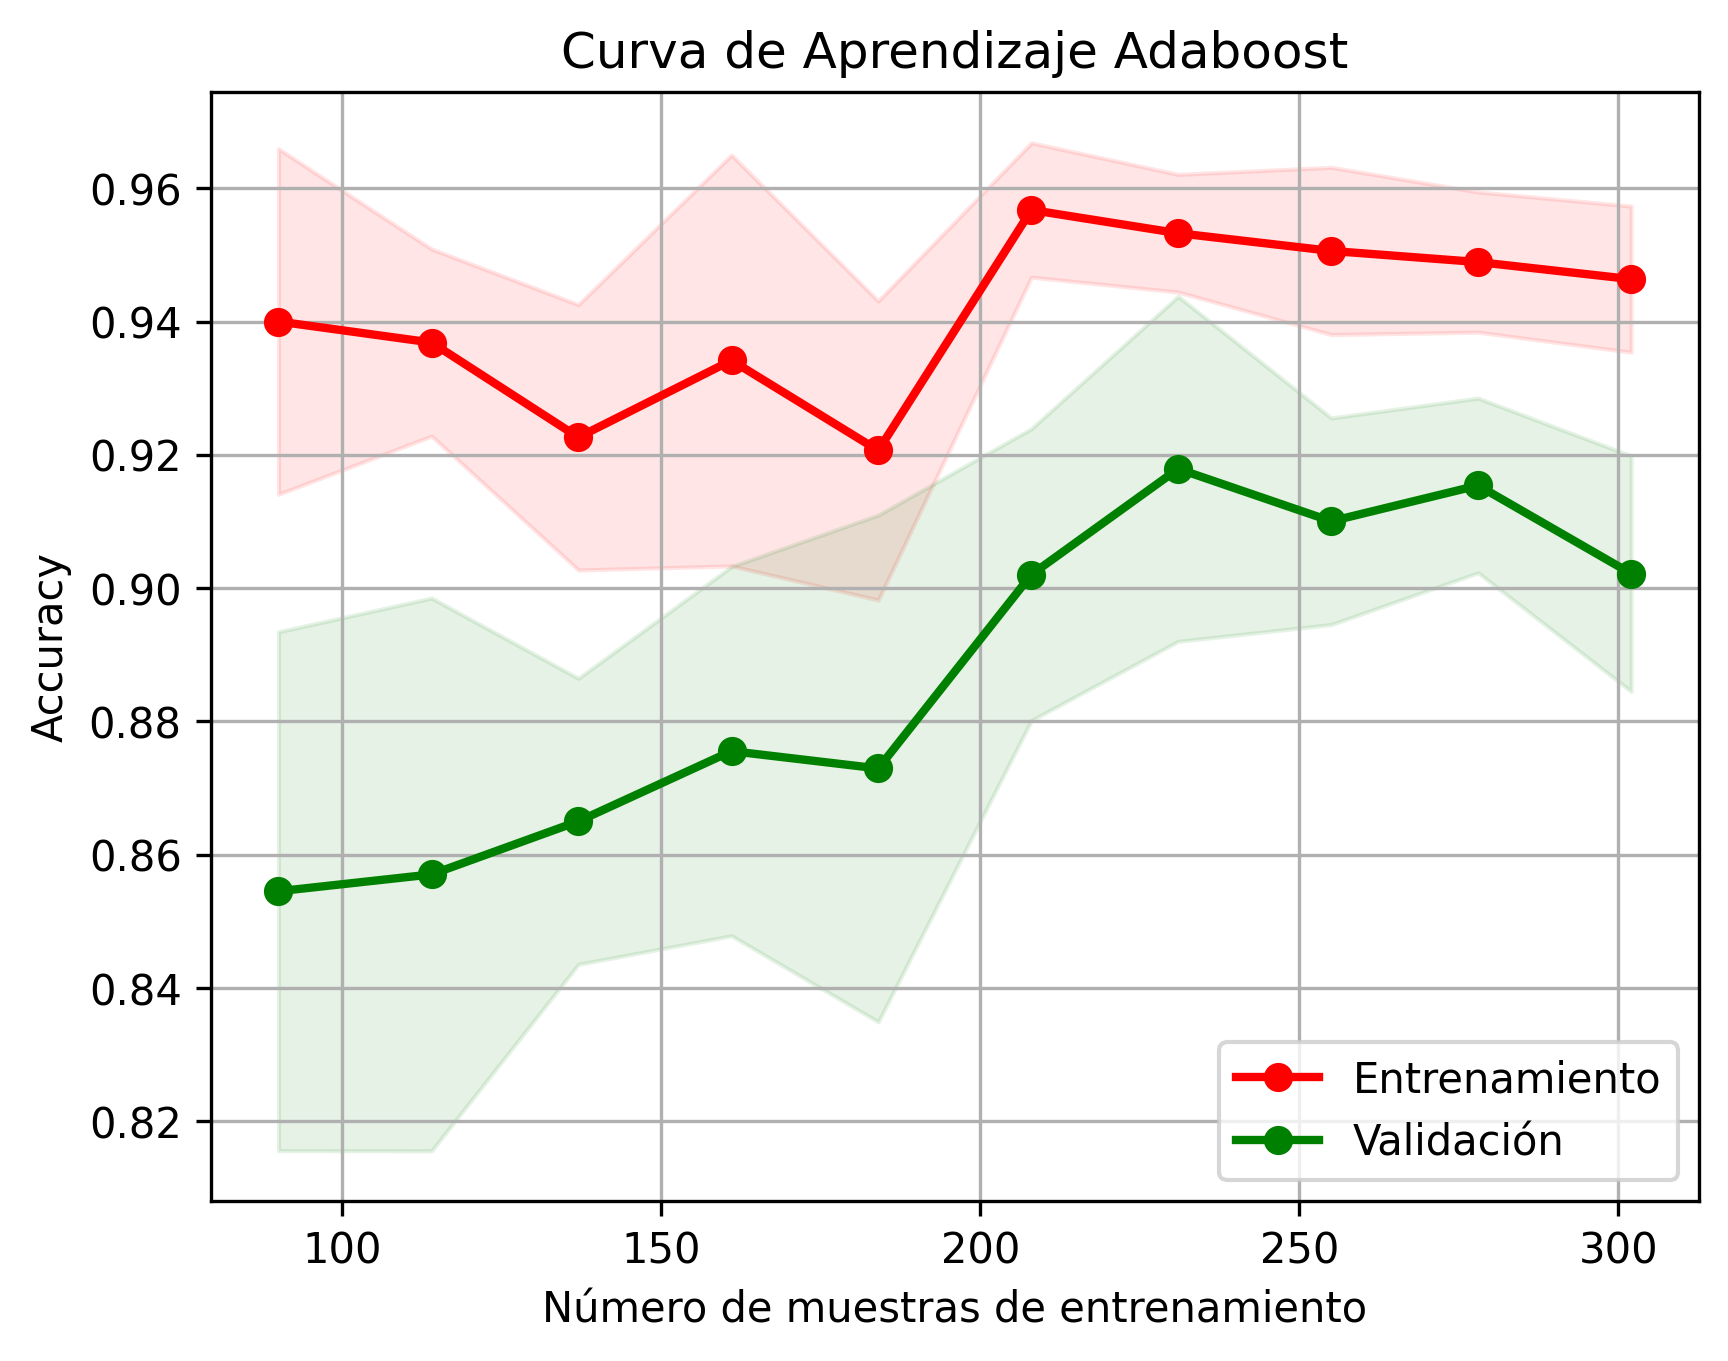 Curva de Aprendizaje Adaboost
0.96
0.94
0.92
0.90
0.88
0.86
0.84
0.82
Accuracy
Entrenamiento
Validación
100 150 200 250 300
Número de muestras de entrenamiento